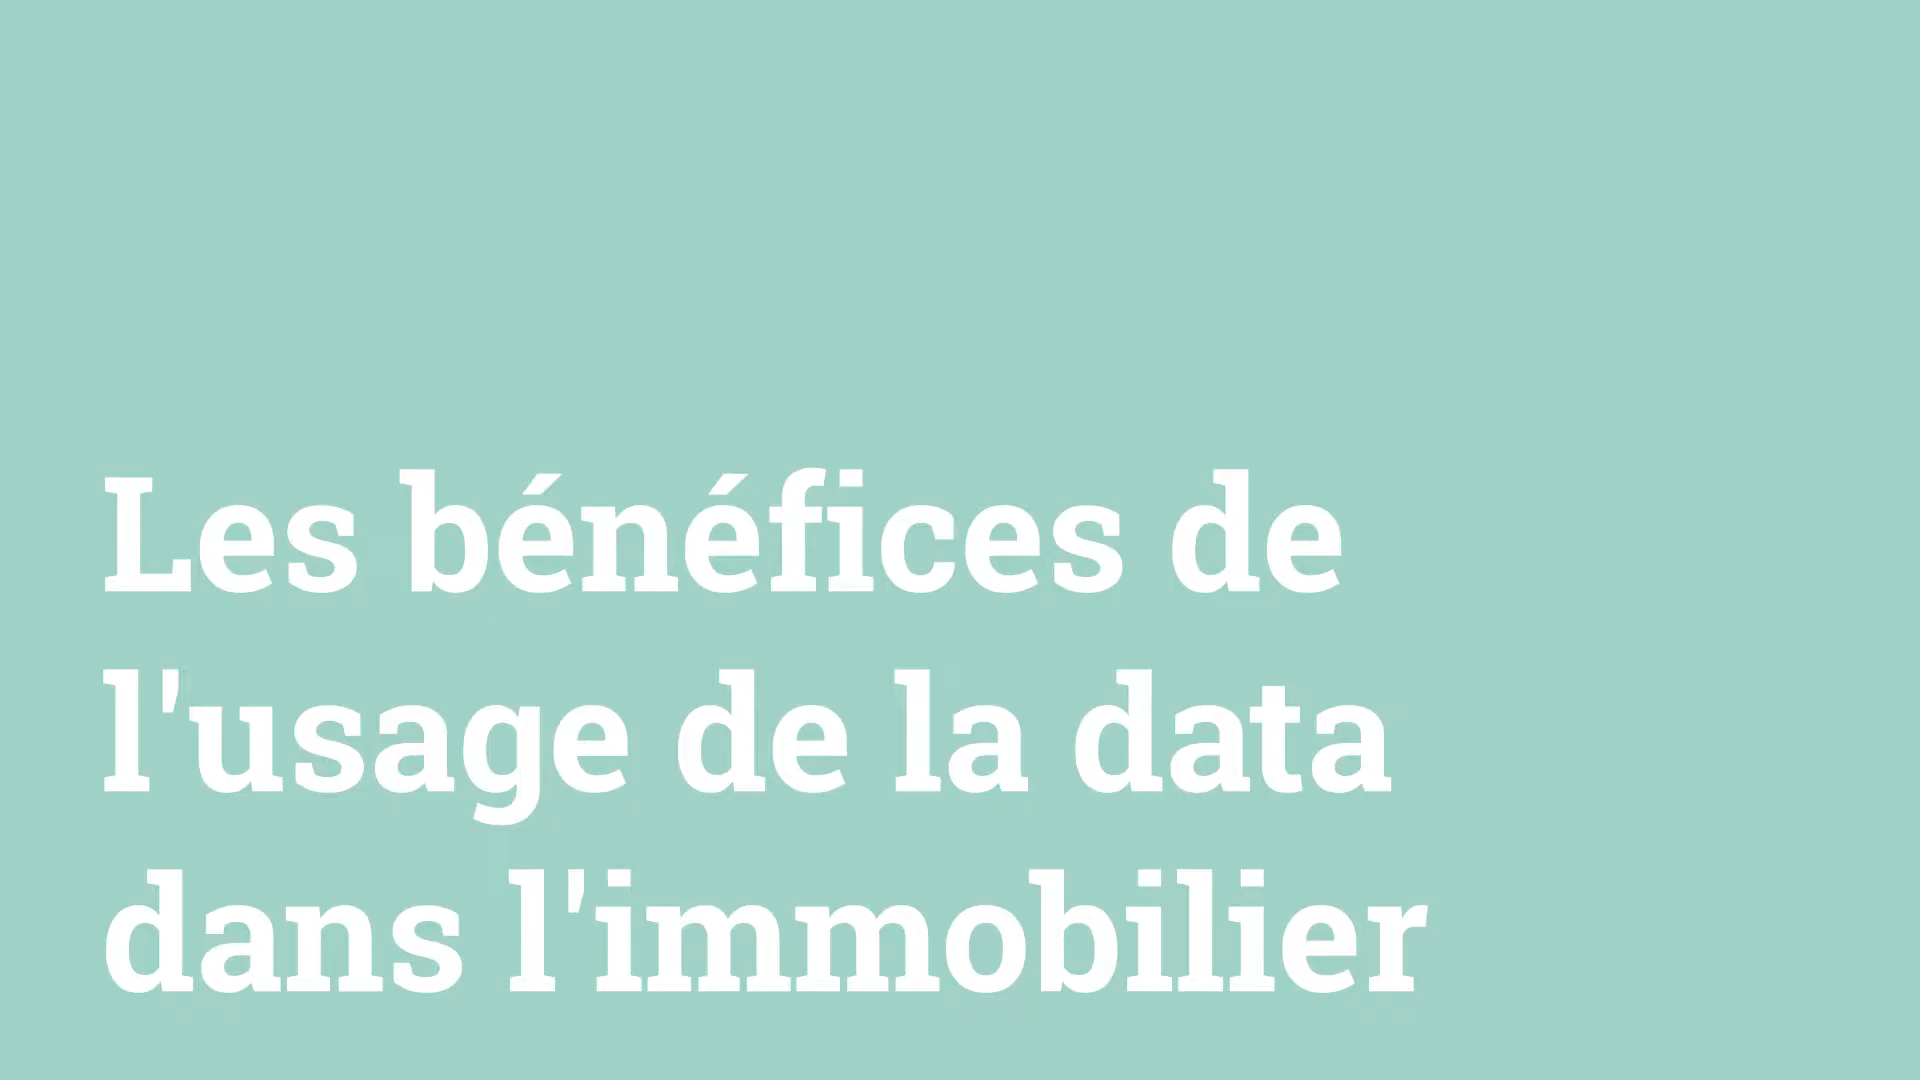 Les bénéfices de
l'usage de la data
dans l'immobilier